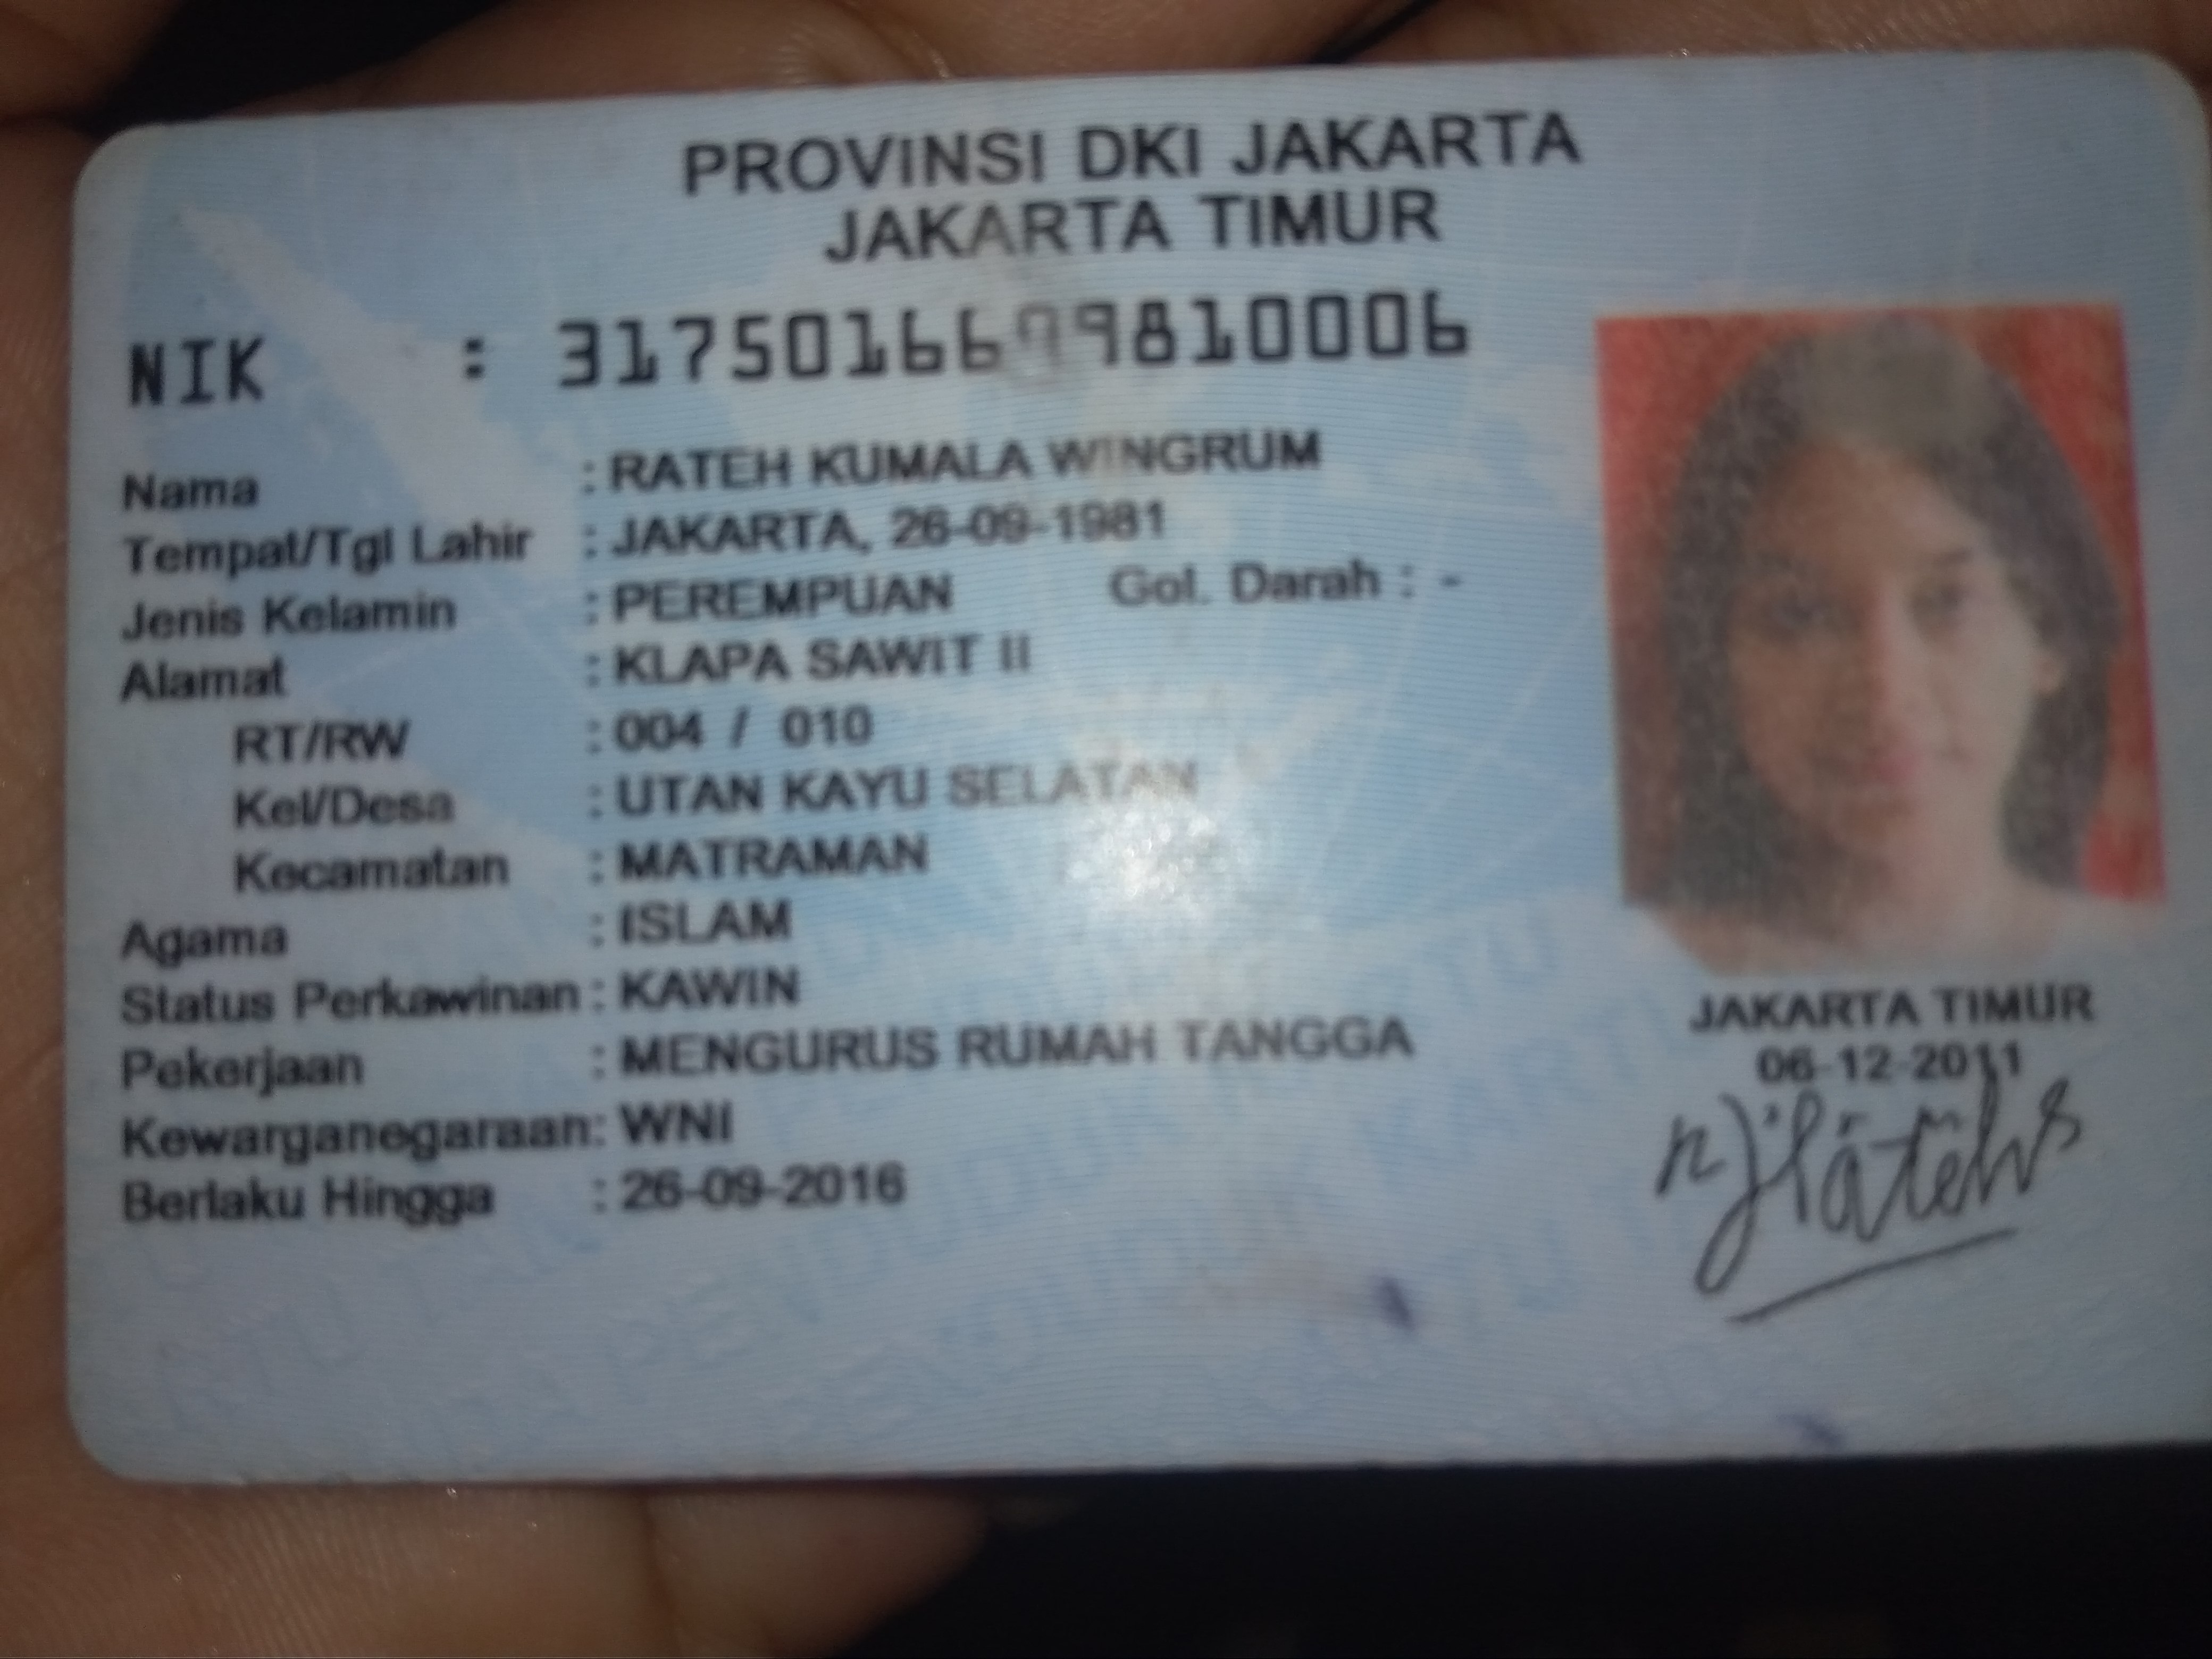 PROVINSI DKI JAKARTA
JAKARTA TIMUR
NIK :
Nama : RATEH KUMALA WINGRUM
Tempat/Tgl Lahir : JAKARTA, 26-09-1981
Jenis Kelamin : PEREMPUAN Gol. Darah : -
Alamat : KLAPA SAWIT II
RT/RW : 004 / 010
Kel/Desa : UTAN KAYU SELATAN
Kecamatan : MATRAMAN
Agama : ISLAM
Status Perkawinan : KAWIN
Pekerjaan : MENGURUS RUMAH TANGGA
Kewarganegaraan: WNI
Berlaku Hingga : 26-09-2016
JAKARTA TIMUR
06-12-2011